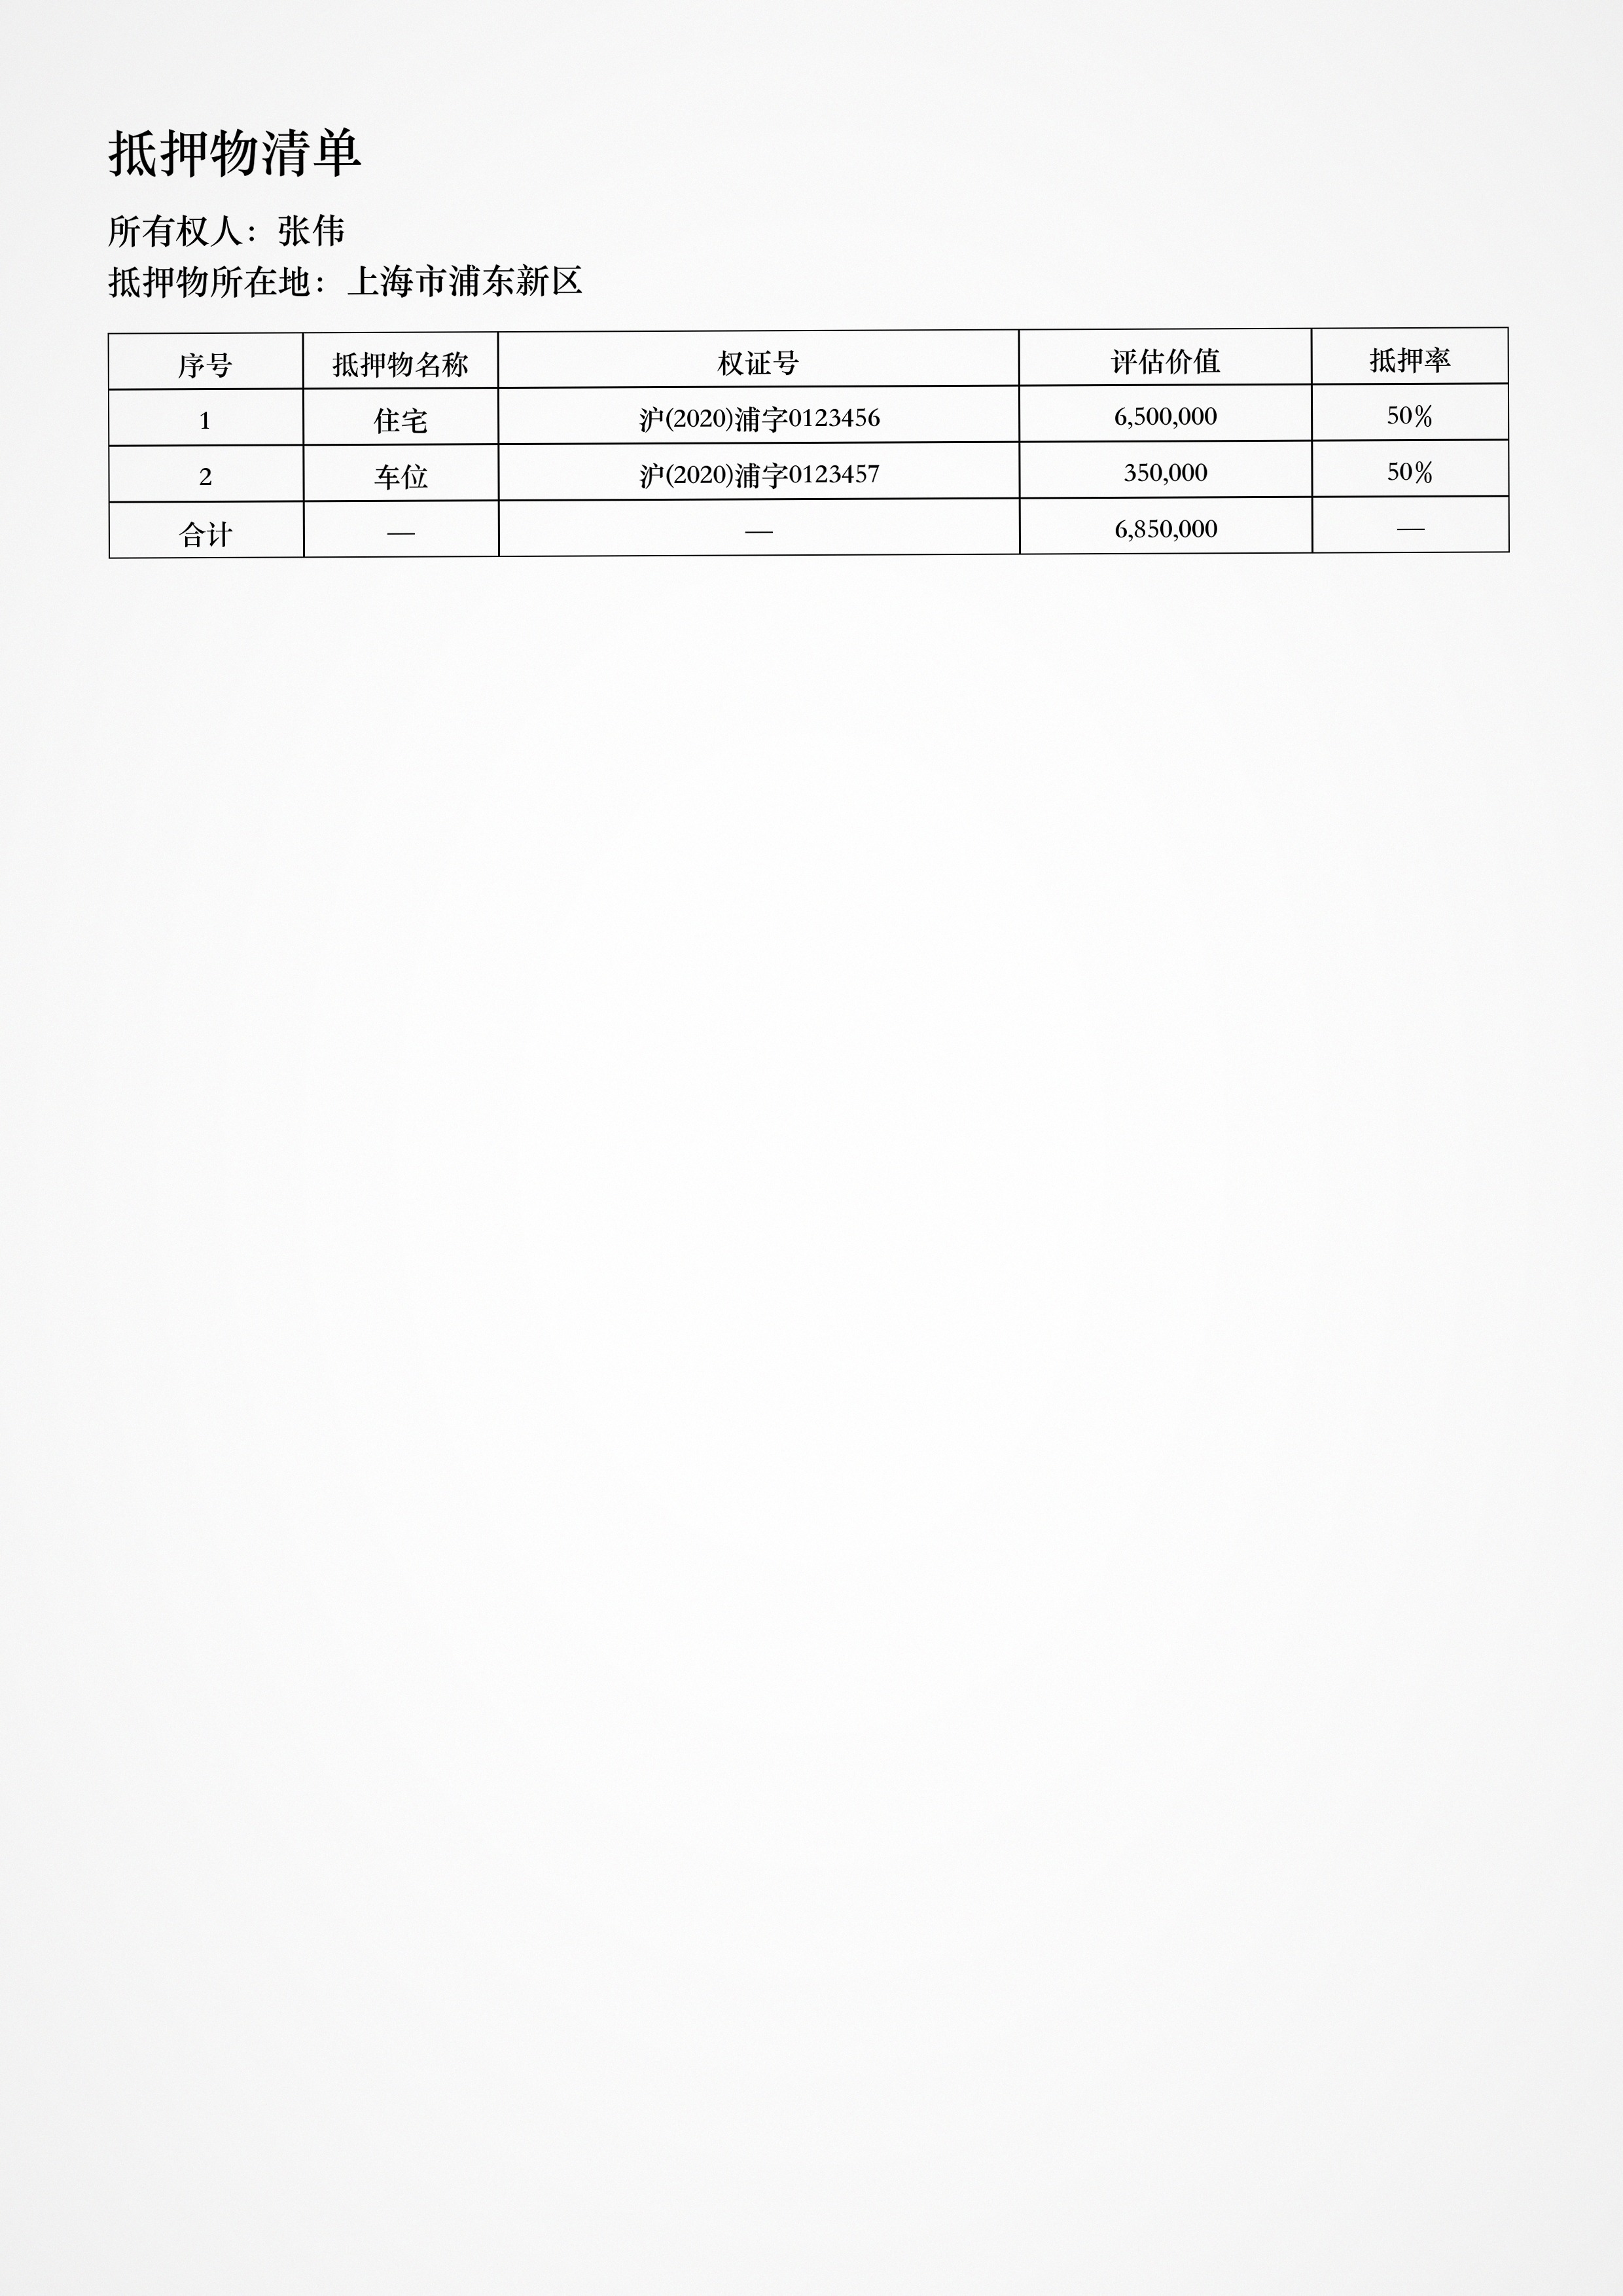 抵押物清单
所有权人：张伟
抵押物所在地：上海市浦东新区
序号 抵押物名称 权证号 评估价值 抵押率
1 住宅 沪(2020)浦字0123456 6,500,000 50%
2 车位 沪(2020)浦字0123457 350,000 50%
合计 — — 6,850,000 —